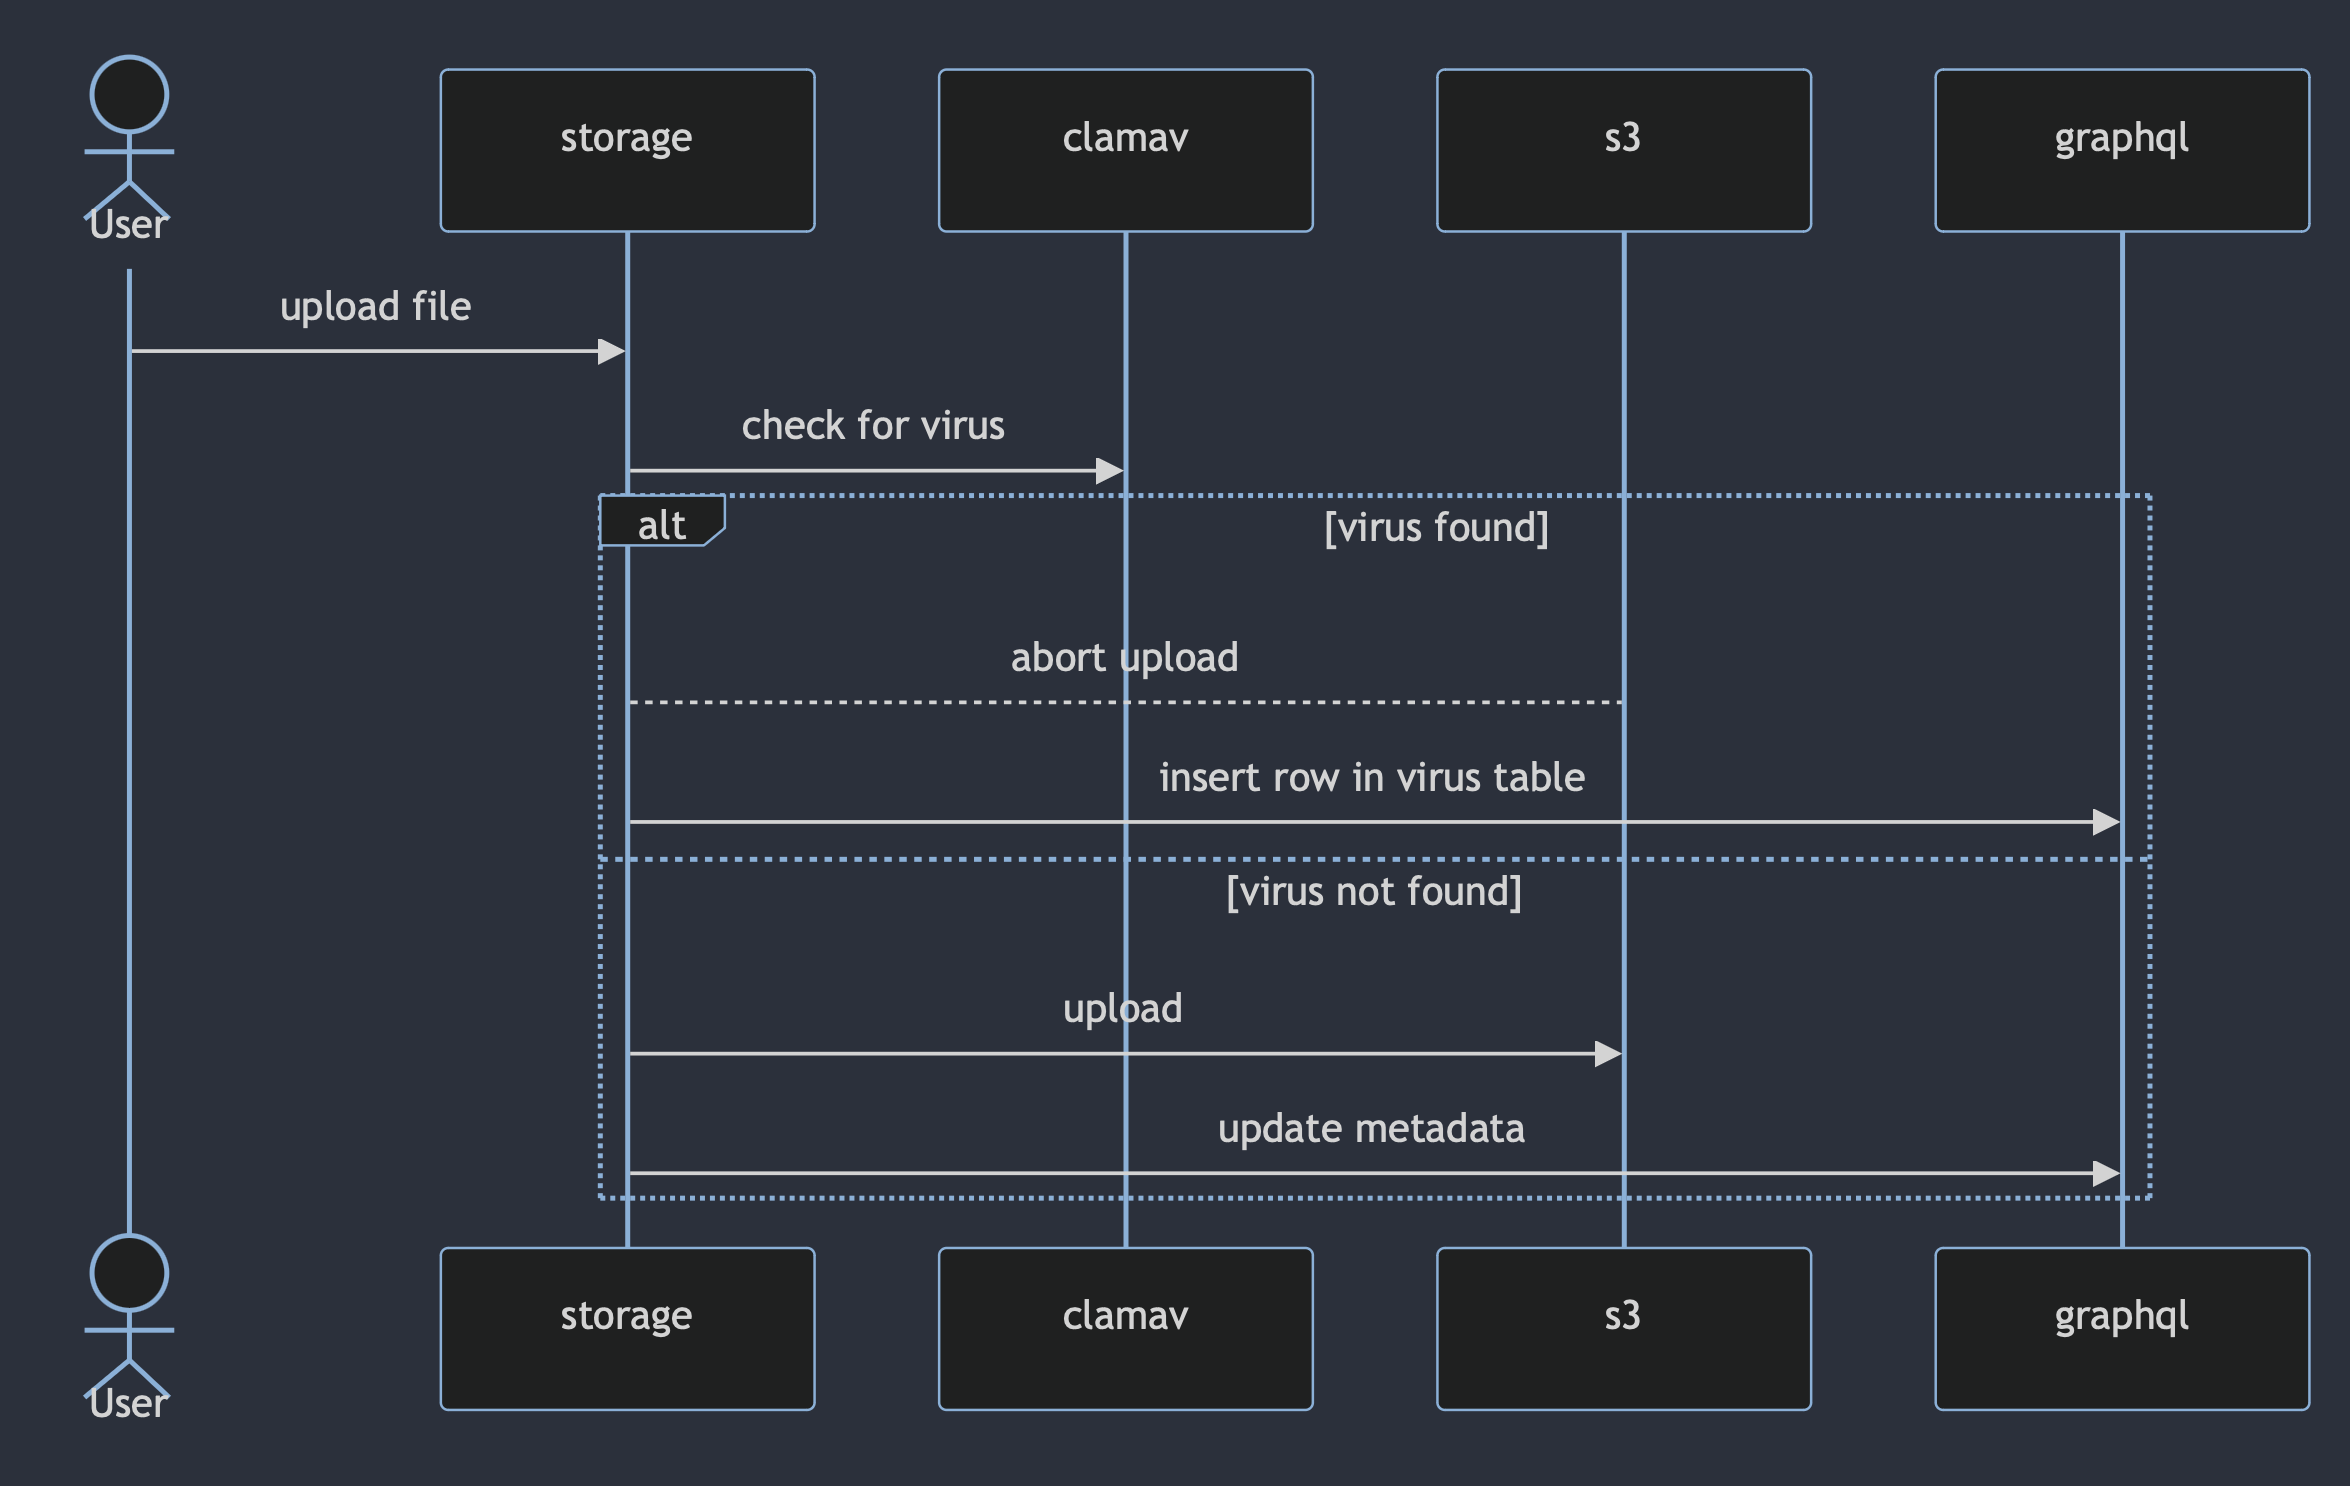 User
storage
clamav
s3
graphql
upload file
check for virus
alt
[virus found]
abort upload
insert row in virus table
[virus not found]
upload
update metadata
User
storage
clamav
s3
graphql